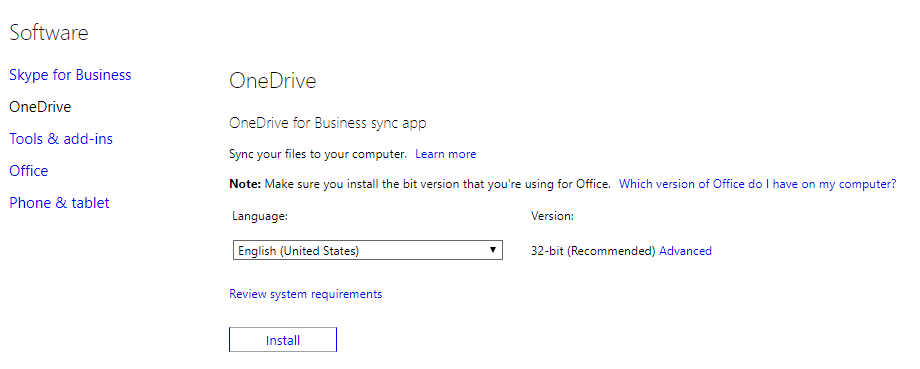 Software
Skype for Business
OneDrive
Tools & add-ins
Office
Phone & tablet
OneDrive
OneDrive for Business sync app
Sync your files to your computer. Learn more
Note: Make sure you install the bit version that you're using for Office. Which version of Office do I have on my computer?
Language: Version:
English (United States) 32-bit (Recommended) Advanced
Review system requirements
Install